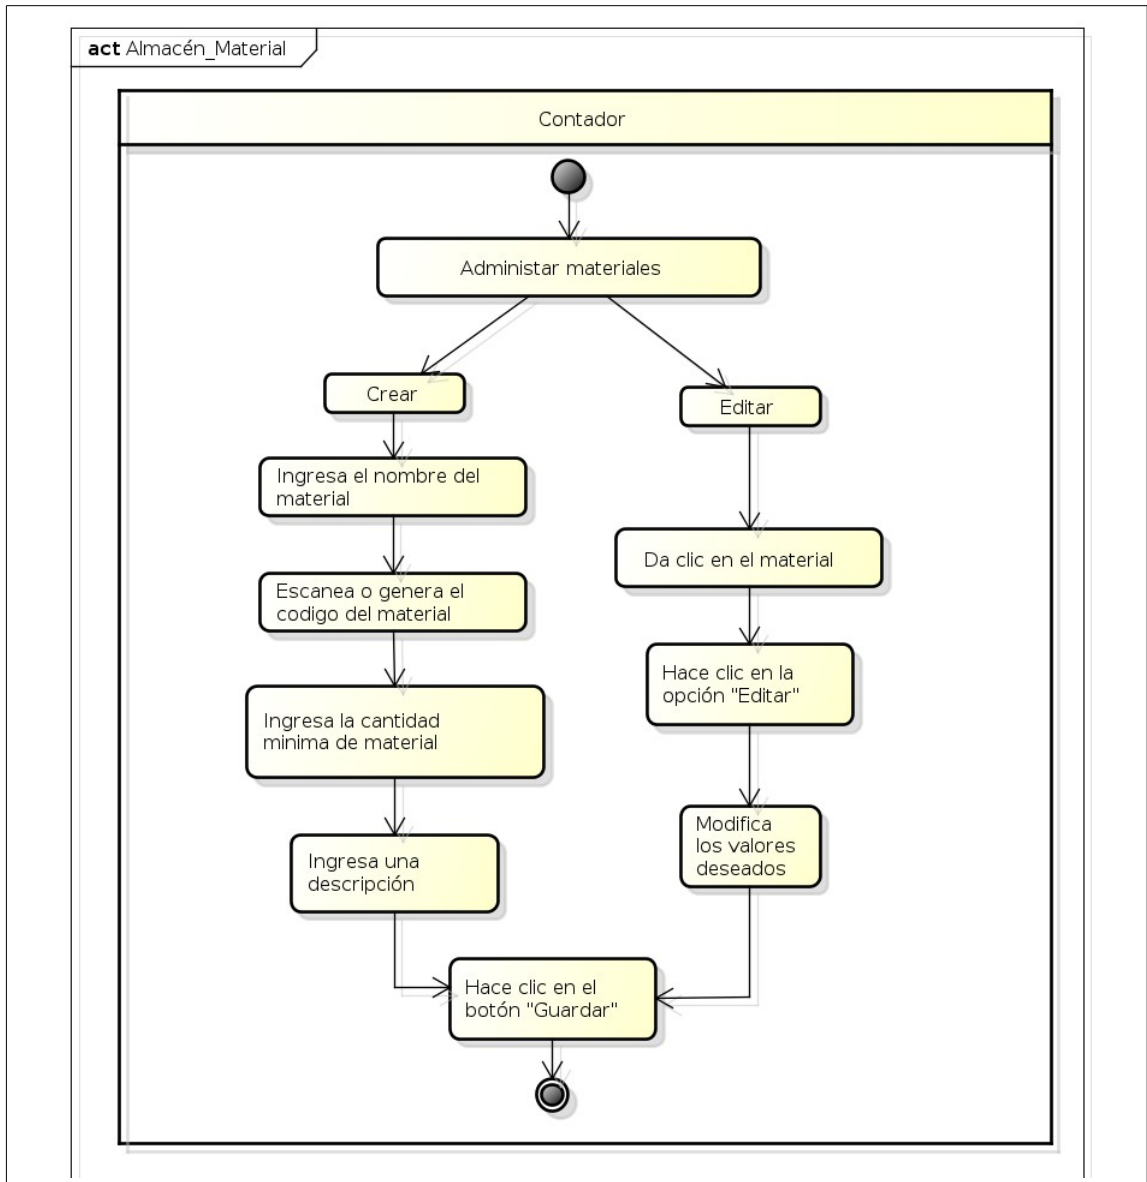 act Almacén_Material
Contador
Administar materiales
Crear
Editar
Ingresa el nombre del
material
Da clic en el material
Escanea o genera el
codigo del material
Hace clic en la
opción "Editar"
Ingresa la cantidad
minima de material
Modifica
los valores
deseados
Ingresa una
descripción
Hace clic en el
botón "Guardar"